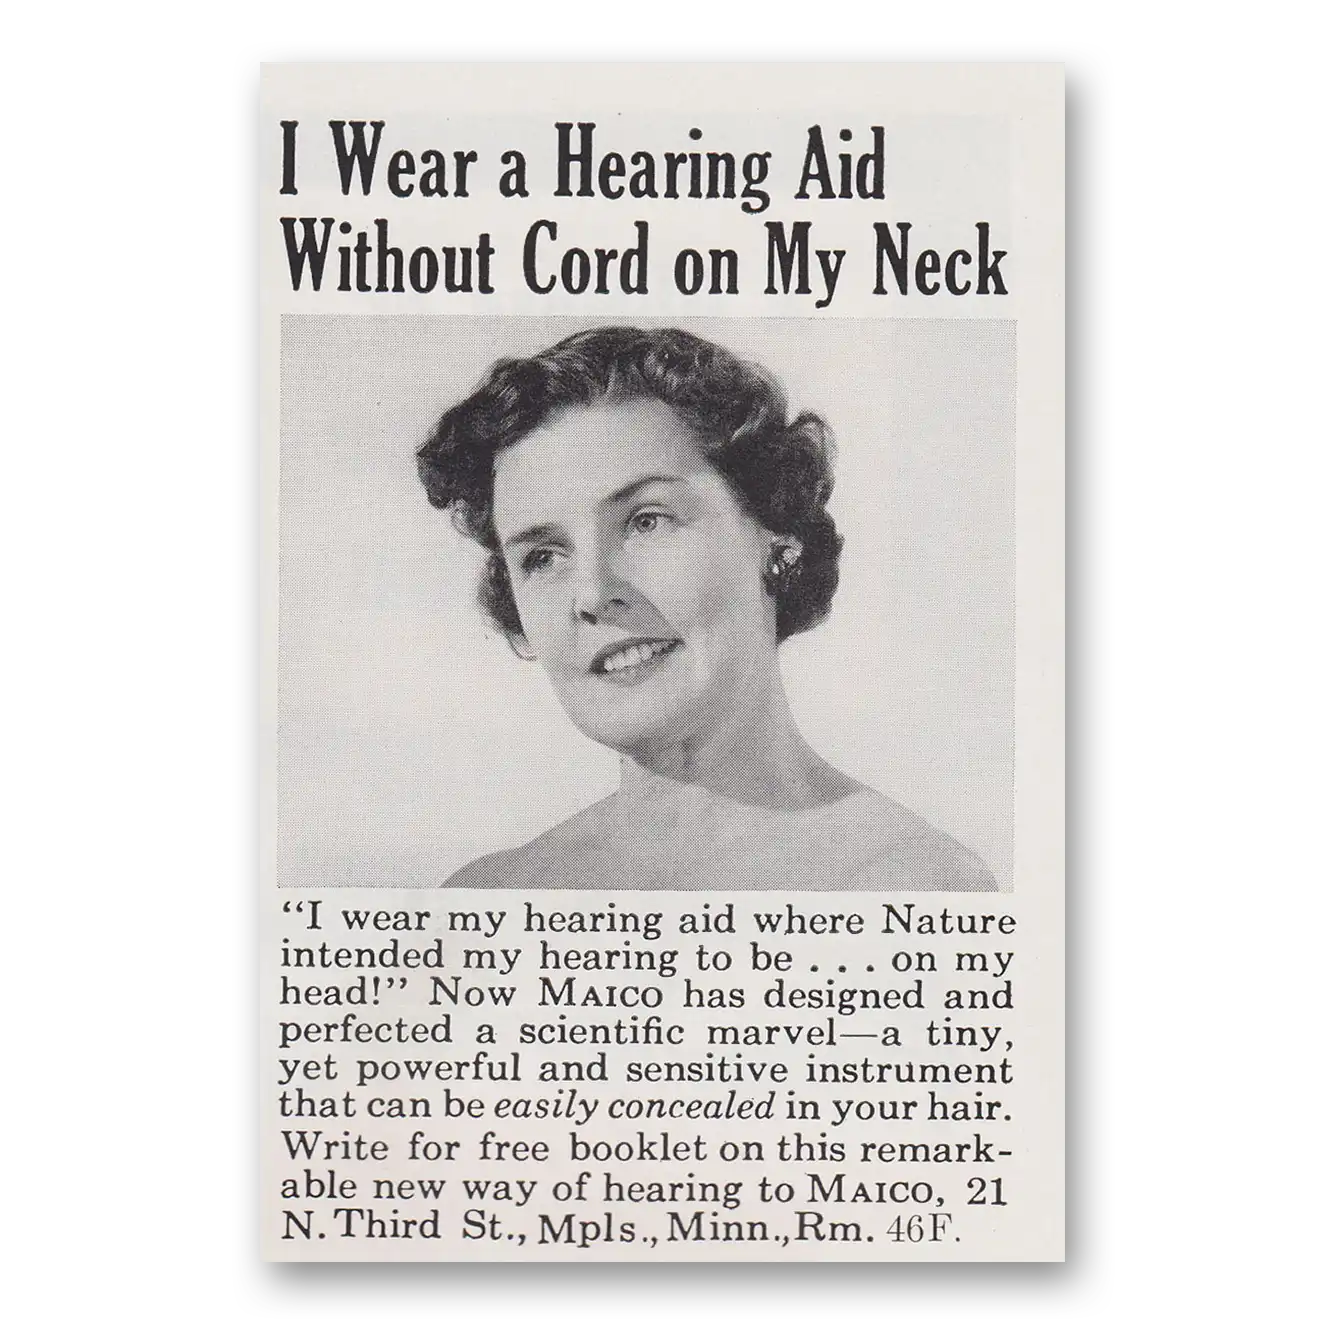 I Wear a Hearing Aid
Without Cord on My Neck
“I wear my hearing aid where Nature
intended my hearing to be . . . on my
head!” Now MAICO has designed and
perfected a scientific marvel—a tiny,
yet powerful and sensitive instrument
that can be easily concealed in your hair.
Write for free booklet on this remark-
able new way of hearing to MAICO, 21
N. Third St., Mpls., Minn., Rm. 46F.